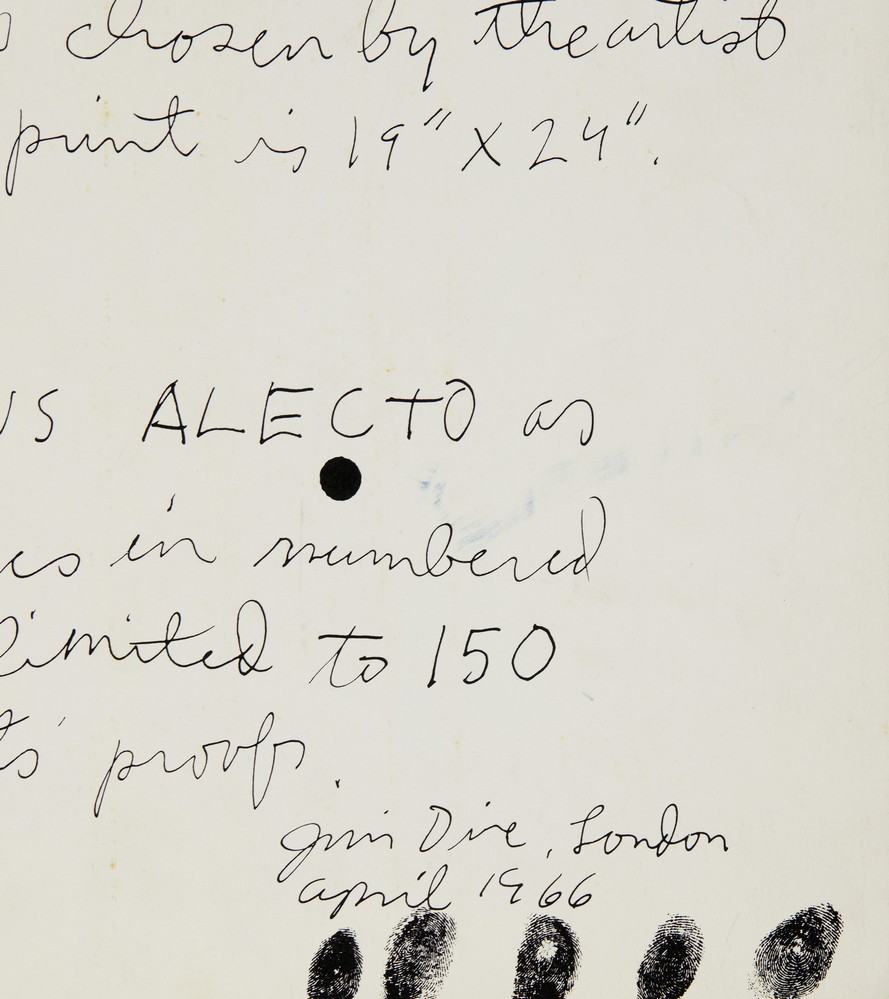 chosen by the artist
print is 19" X 24".
US ALECTO as
es in numbered
limited to 150
ts' proofs.
Jim Dine, London
april 1966